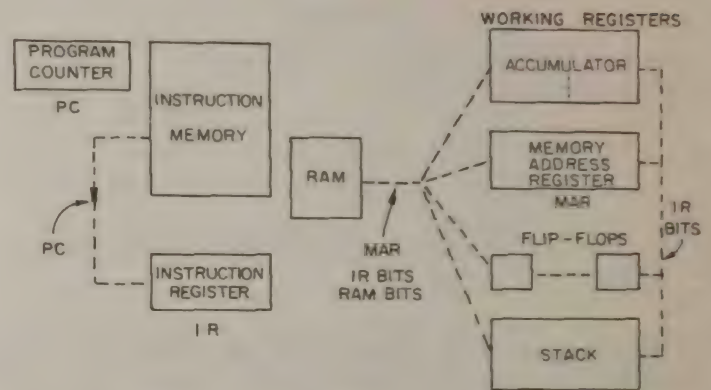 PROGRAM
COUNTER
PC
INSTRUCTION
MEMORY
PC
INSTRUCTION
REGISTER
IR
RAM
MAR
IR BITS
RAM BITS
WORKING REGISTERS
ACCUMULATOR
MEMORY
ADDRESS
REGISTER
MAR
FLIP-FLOPS
STACK
IR
BITS